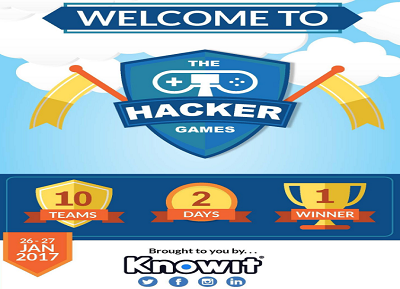 WELCOME TO
THE
HACKER
GAMES
10
TEAMS
2
DAYS
1
WINNER
26 - 27
JAN
2017
Brought to you by...
Knowit